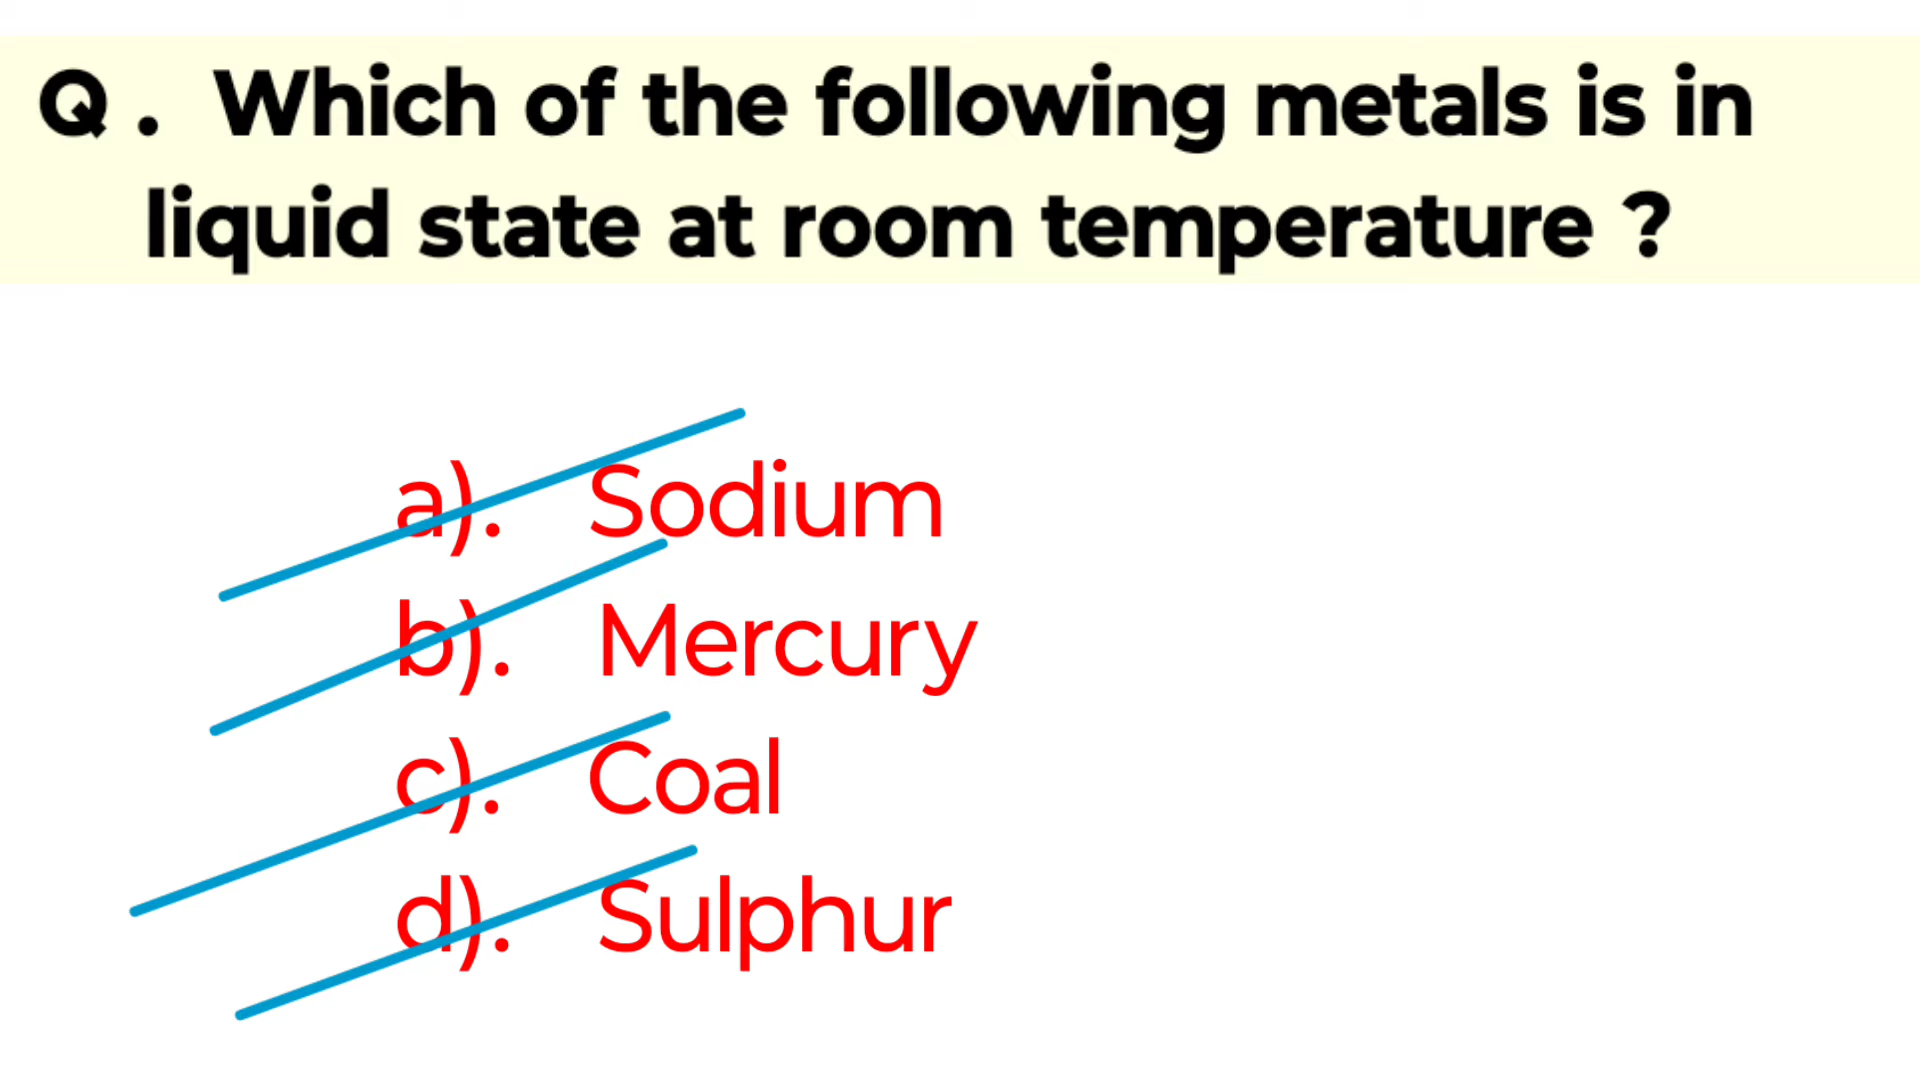 Q . Which of the following metals is in
liquid state at room temperature ?
a). Sodium
b). Mercury
c). Coal
d). Sulphur